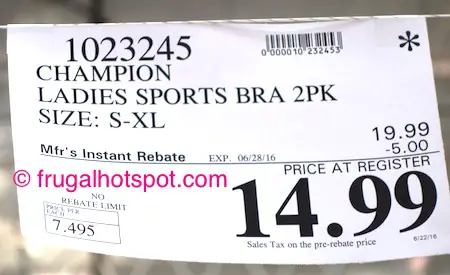 1023245
0000010 232453
*
CHAMPION
LADIES SPORTS BRA 2PK
SIZE: S-XL
19.99
-5.00
Mfr's Instant Rebate EXP. 06/28/16
PRICE AT REGISTER
© frugalhotspot.com
NO
REBATE LIMIT
PRICE PER
EACH
7.495
14.99
Sales Tax on the pre-rebate price
6/22/16